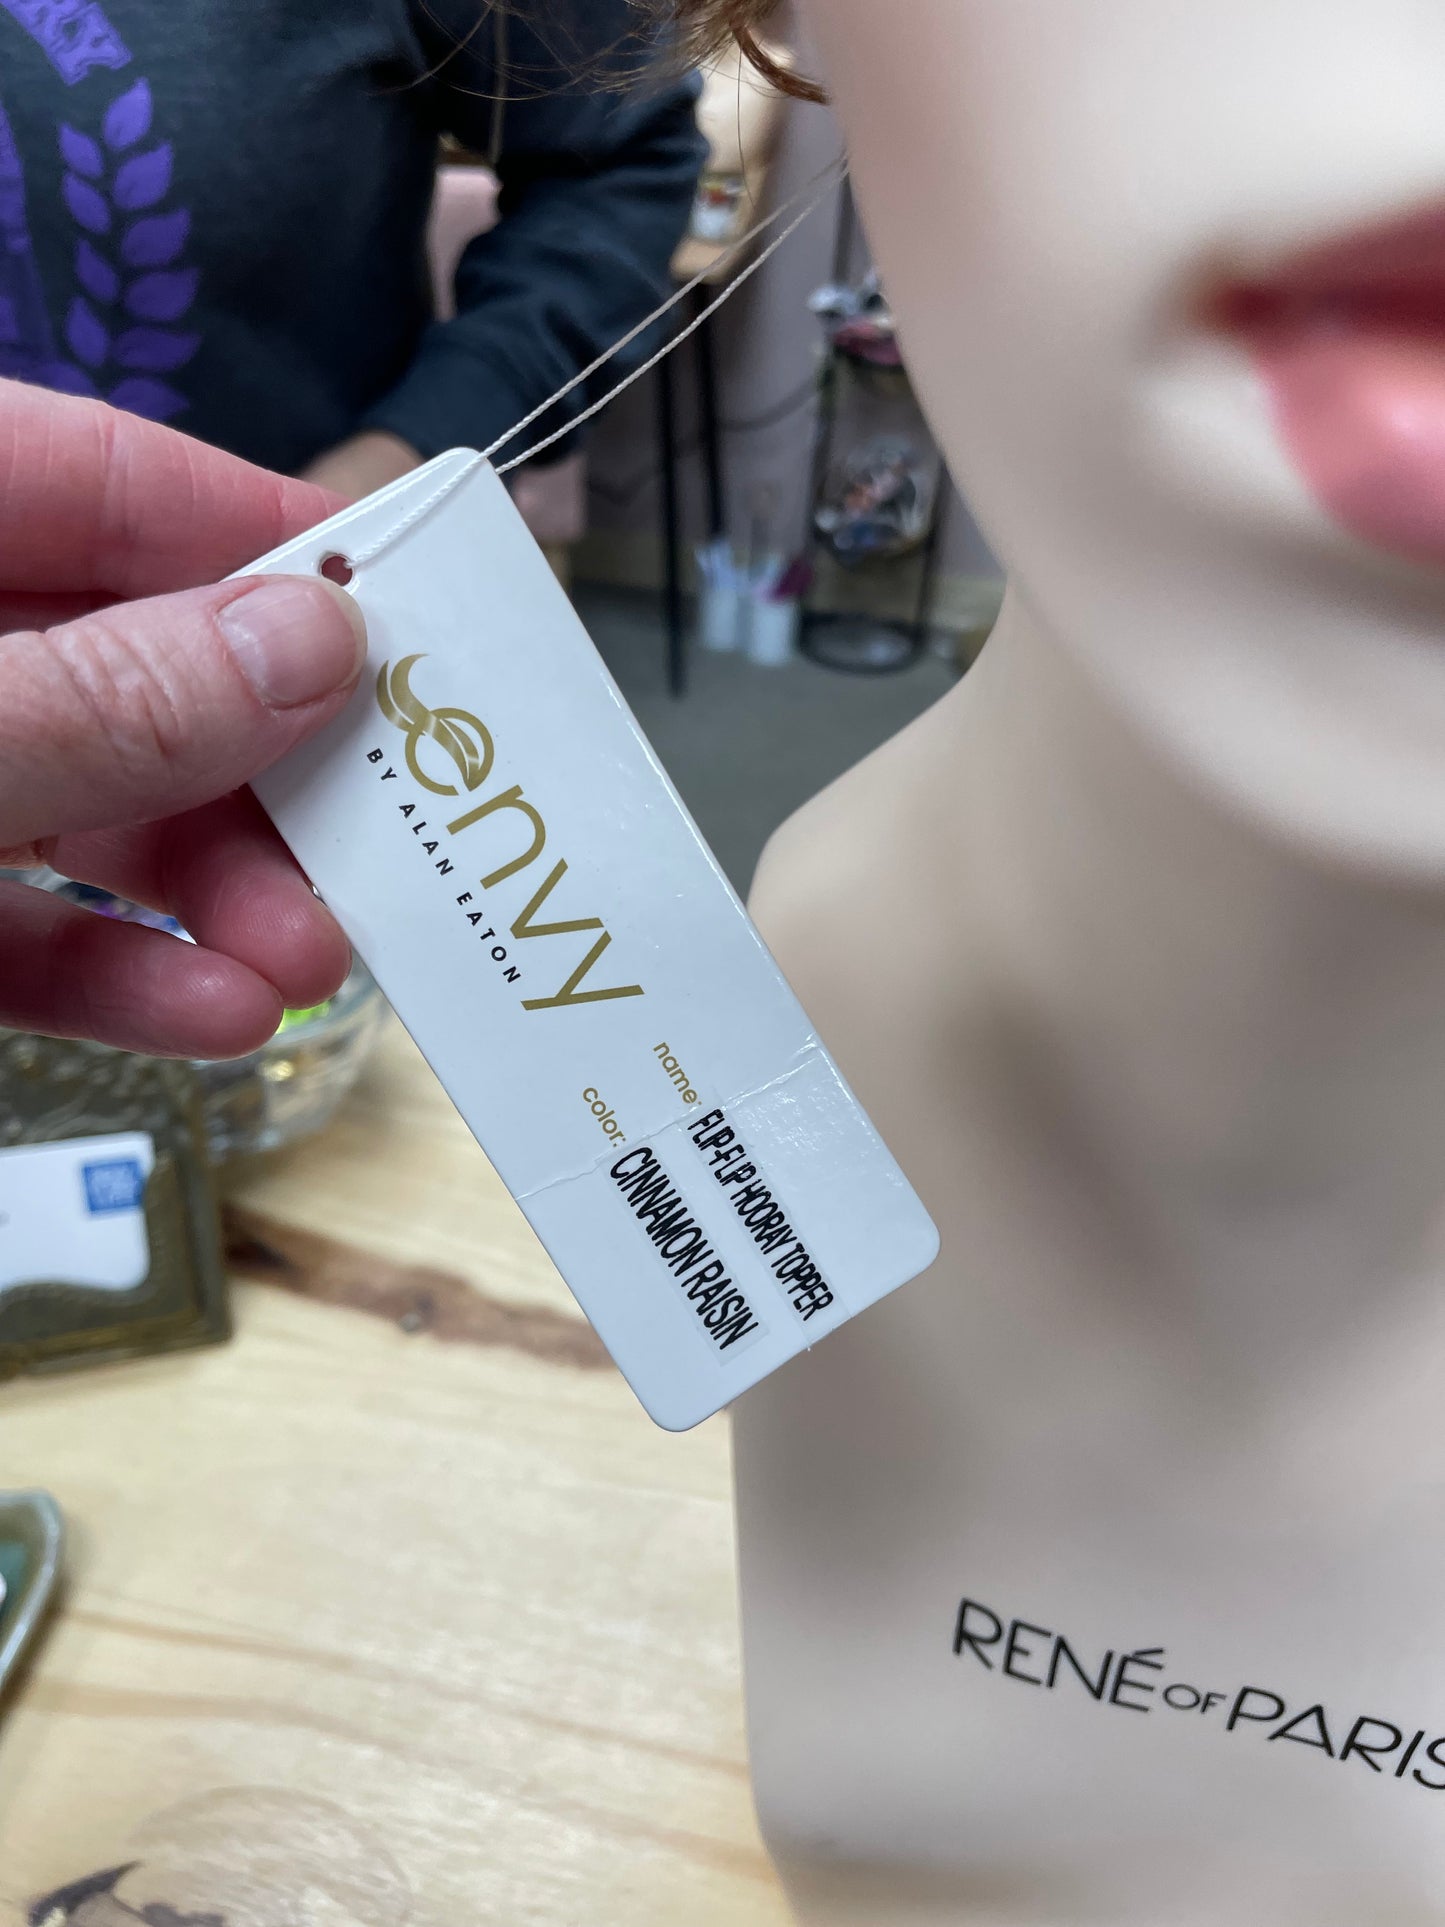 envy
BY ALAN EATON
name: FLIP-FLIP HOORAY TOPPER
color: CINNAMON RAISIN
RENÉ OF PARIS